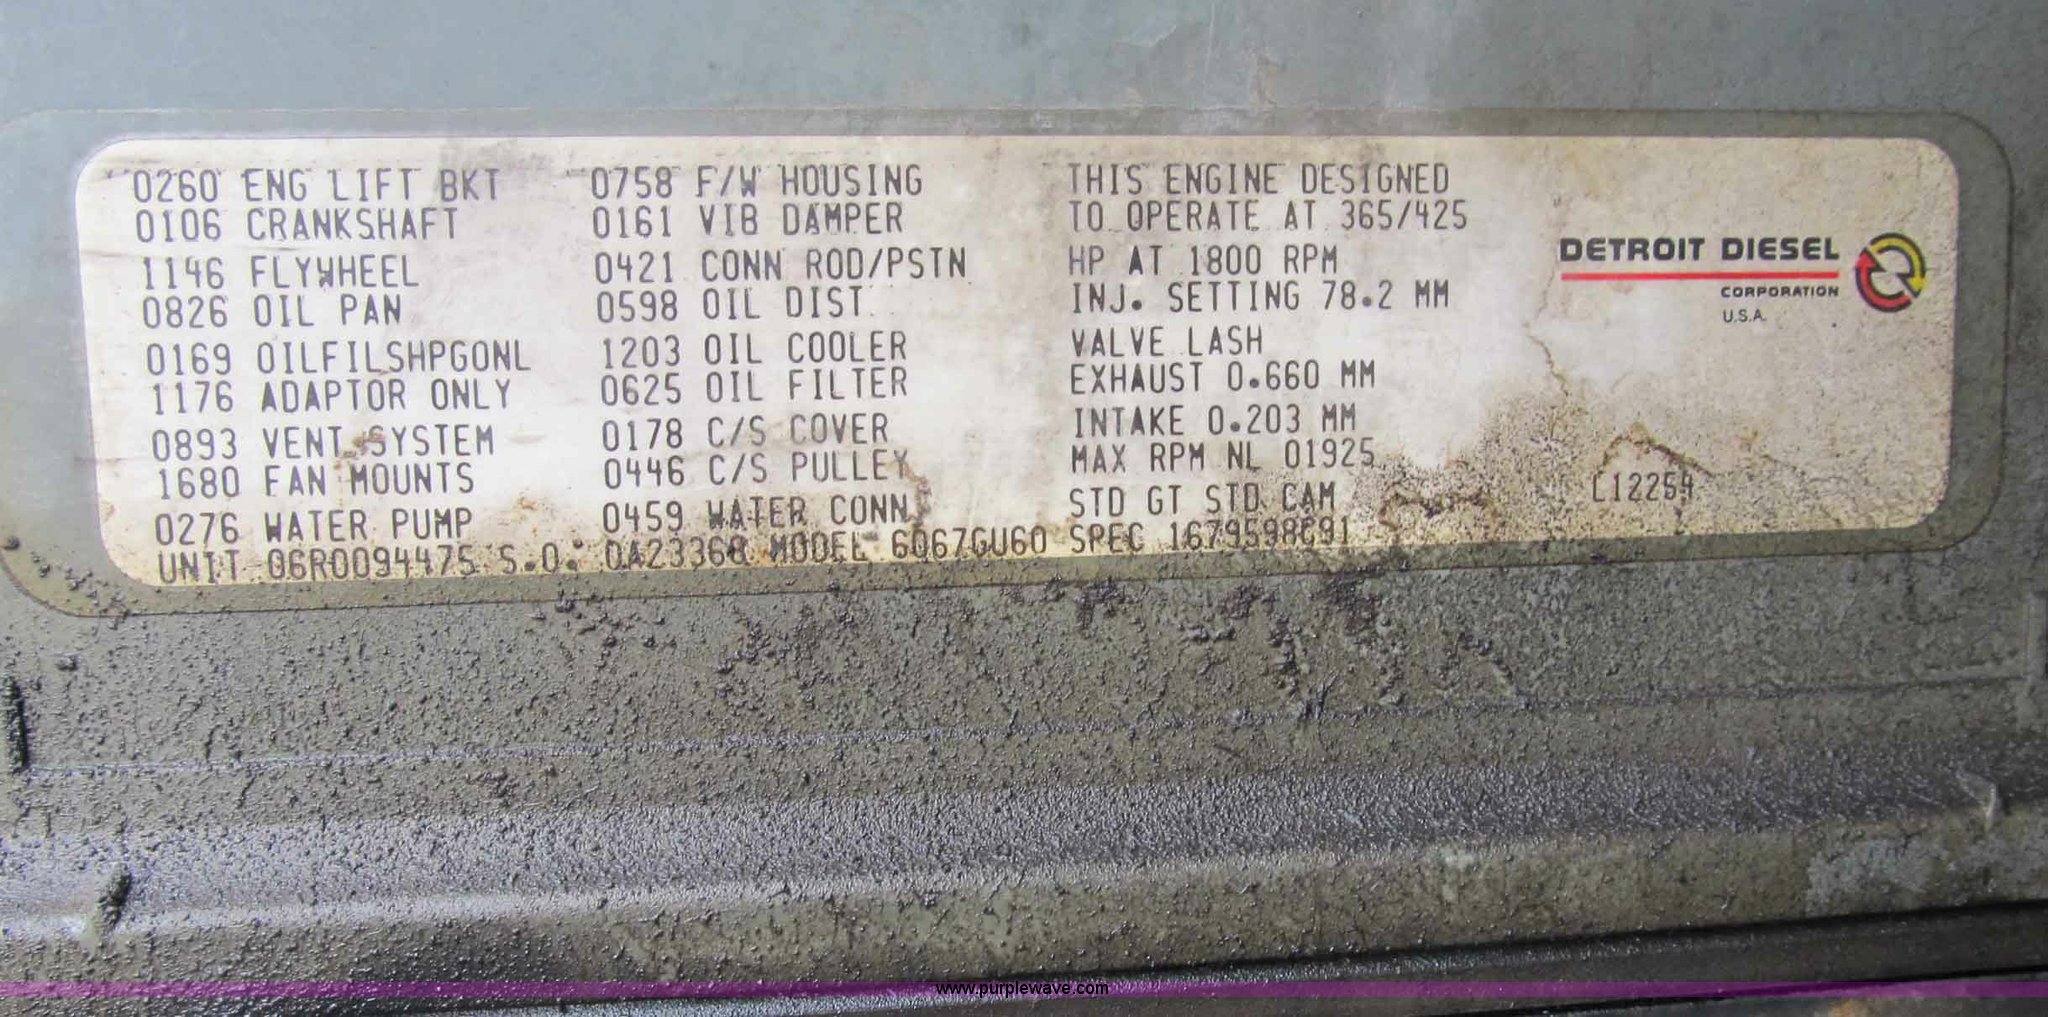 0260 ENG LIFT BKT
0106 CRANKSHAFT
1146 FLYWHEEL
0826 OIL PAN
0169 OILFILSHPGONL
1176 ADAPTOR ONLY
0893 VENT SYSTEM
1680 FAN MOUNTS
0276 WATER PUMP
0758 F/W HOUSING
0161 VIB DAMPER
0421 CONN ROD/PSTN
0598 OIL DIST
1203 OIL COOLER
0625 OIL FILTER
0178 C/S COVER
0446 C/S PULLEY
0459 WATER CONN
THIS ENGINE DESIGNED
TO OPERATE AT 365/425
HP AT 1800 RPM
INJ. SETTING 78.2 MM
VALVE LASH
EXHAUST 0.660 MM
INTAKE 0.203 MM
MAX RPM NL 01925
STD GT STD CAM
UNIT 06R0094475 S.O. 0A23368 MODEL 6067GU60 SPEC 1679598C91
DETROIT DIESEL
CORPORATION
U.S.A.
L12254
www.purplewave.com